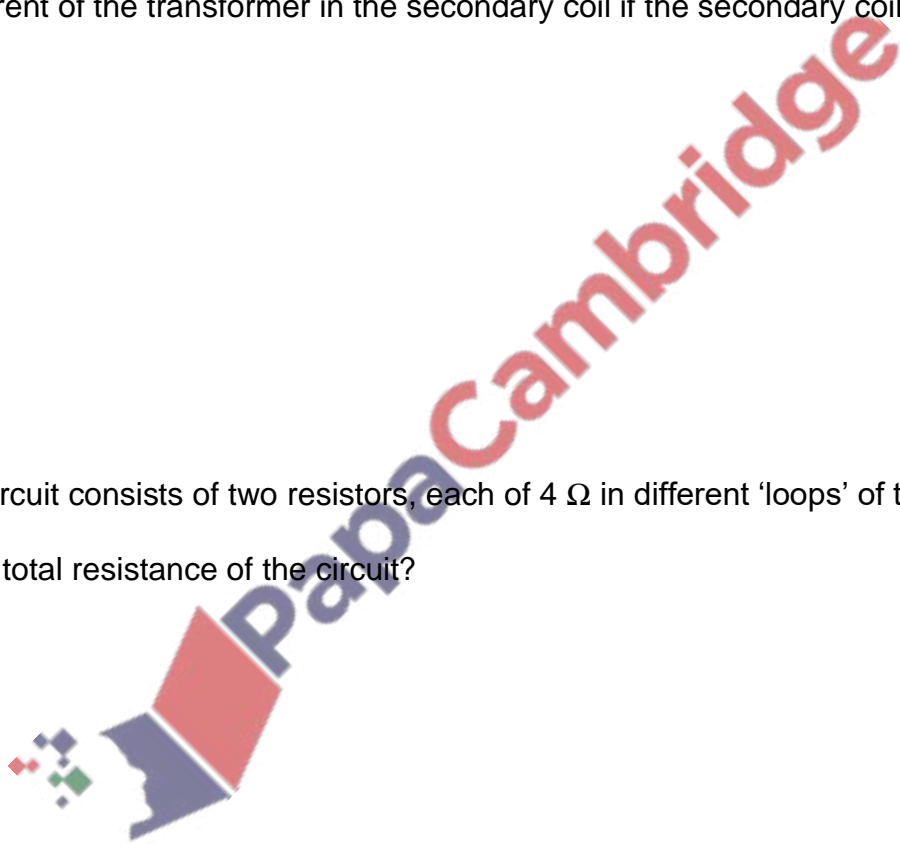 rent of the transformer in the secondary coil if the secondary coil
PapaCambridge
rcuit consists of two resistors, each of 4 Ω in different ‘loops’ of t
total resistance of the circuit?